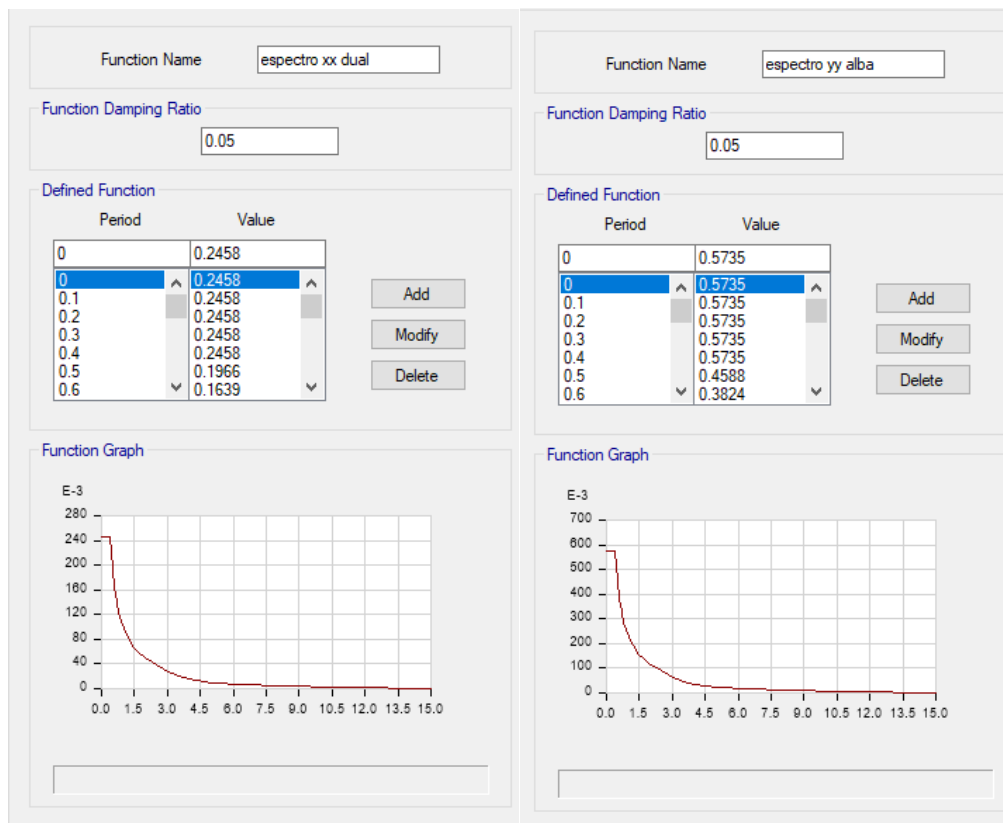 Function Name espectro xx dual
Function Damping Ratio
0.05
Defined Function
Period Value
0 0.2458
0 0.2458
0.1 0.2458
0.2 0.2458
0.3 0.2458
0.4 0.2458
0.5 0.1966
0.6 0.1639
Add
Modify
Delete
Function Graph
E-3
280
240
200
160
120
80
40
0
0.0 1.5 3.0 4.5 6.0 7.5 9.0 10.5 12.0 13.5 15.0
Function Name espectro yy alba
Function Damping Ratio
0.05
Defined Function
Period Value
0 0.5735
0 0.5735
0.1 0.5735
0.2 0.5735
0.3 0.5735
0.4 0.5735
0.5 0.4588
0.6 0.3824
Add
Modify
Delete
Function Graph
E-3
700
600
500
400
300
200
100
0
0.0 1.5 3.0 4.5 6.0 7.5 9.0 10.5 12.0 13.5 15.0